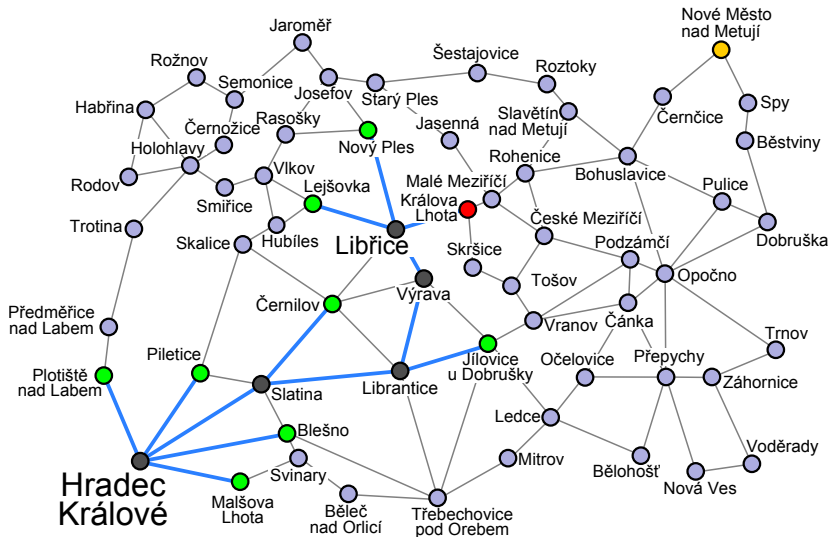 Nové Město
nad Metují
Jaroměř
Šestajovice
Rožnov
Semonice
Josefov
Starý Ples
Roztoky
Habřina
Rasošky
Slavětín
nad Metují
Černčice
Spy
Černožice
Nový Ples
Jasenná
Běstviny
Holohlavy
Rohenice
Bohuslavice
Rodov
Vlkov
Lejšovka
Malé Meziříčí
Králova
Lhota
Pulice
Smiřice
Trotina
Hubíles
České Meziříčí
Skalice
Libřice
Skršice
Podzámčí
Dobruška
Opočno
Výrava
Tošov
Černilov
Předměřice
nad Labem
Vranov
Čánka
Trnov
Piletice
Jílovice
u Dobrušky
Očelovice
Přepychy
Plotiště
nad Labem
Slatina
Librantice
Záhornice
Blešno
Ledce
Voděrady
Hradec
Králové
Svinary
Mitrov
Bělohošť
Nová Ves
Malšova
Lhota
Běleč
nad Orlicí
Třebechovice
pod Orebem